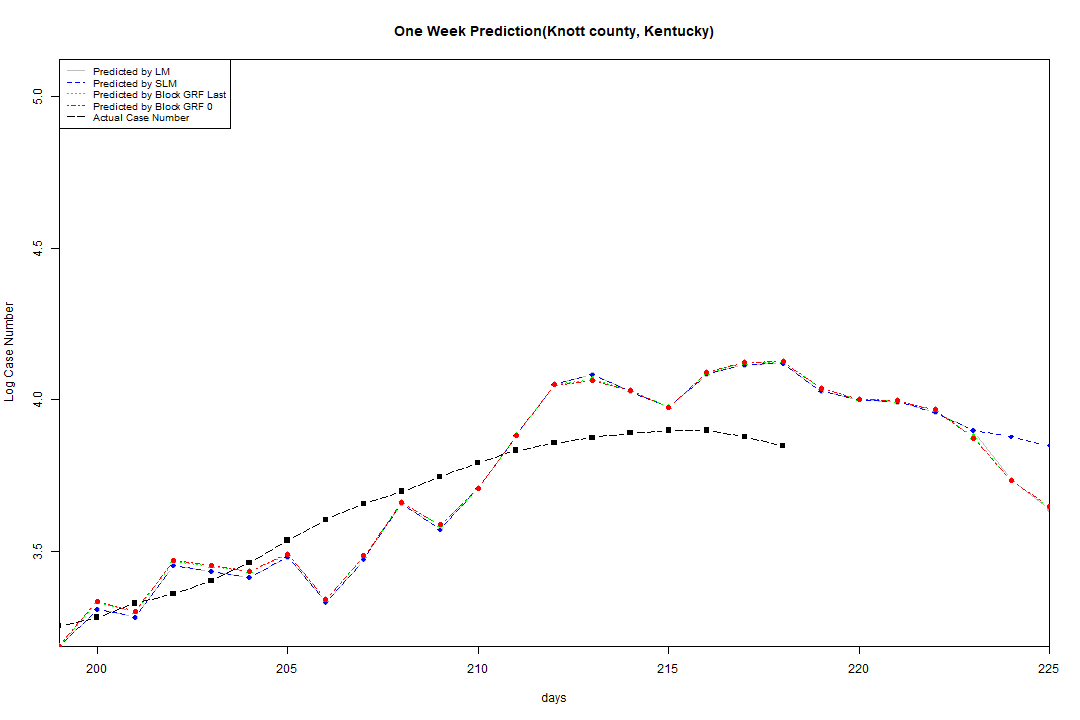 One Week Prediction(Knott county, Kentucky)
Predicted by LM
Predicted by SLM
Predicted by Block GRF Last
Predicted by Block GRF 0
Actual Case Number
5.0
4.5
4.0
3.5
Log Case Number
200 205 210 215 220 225
days